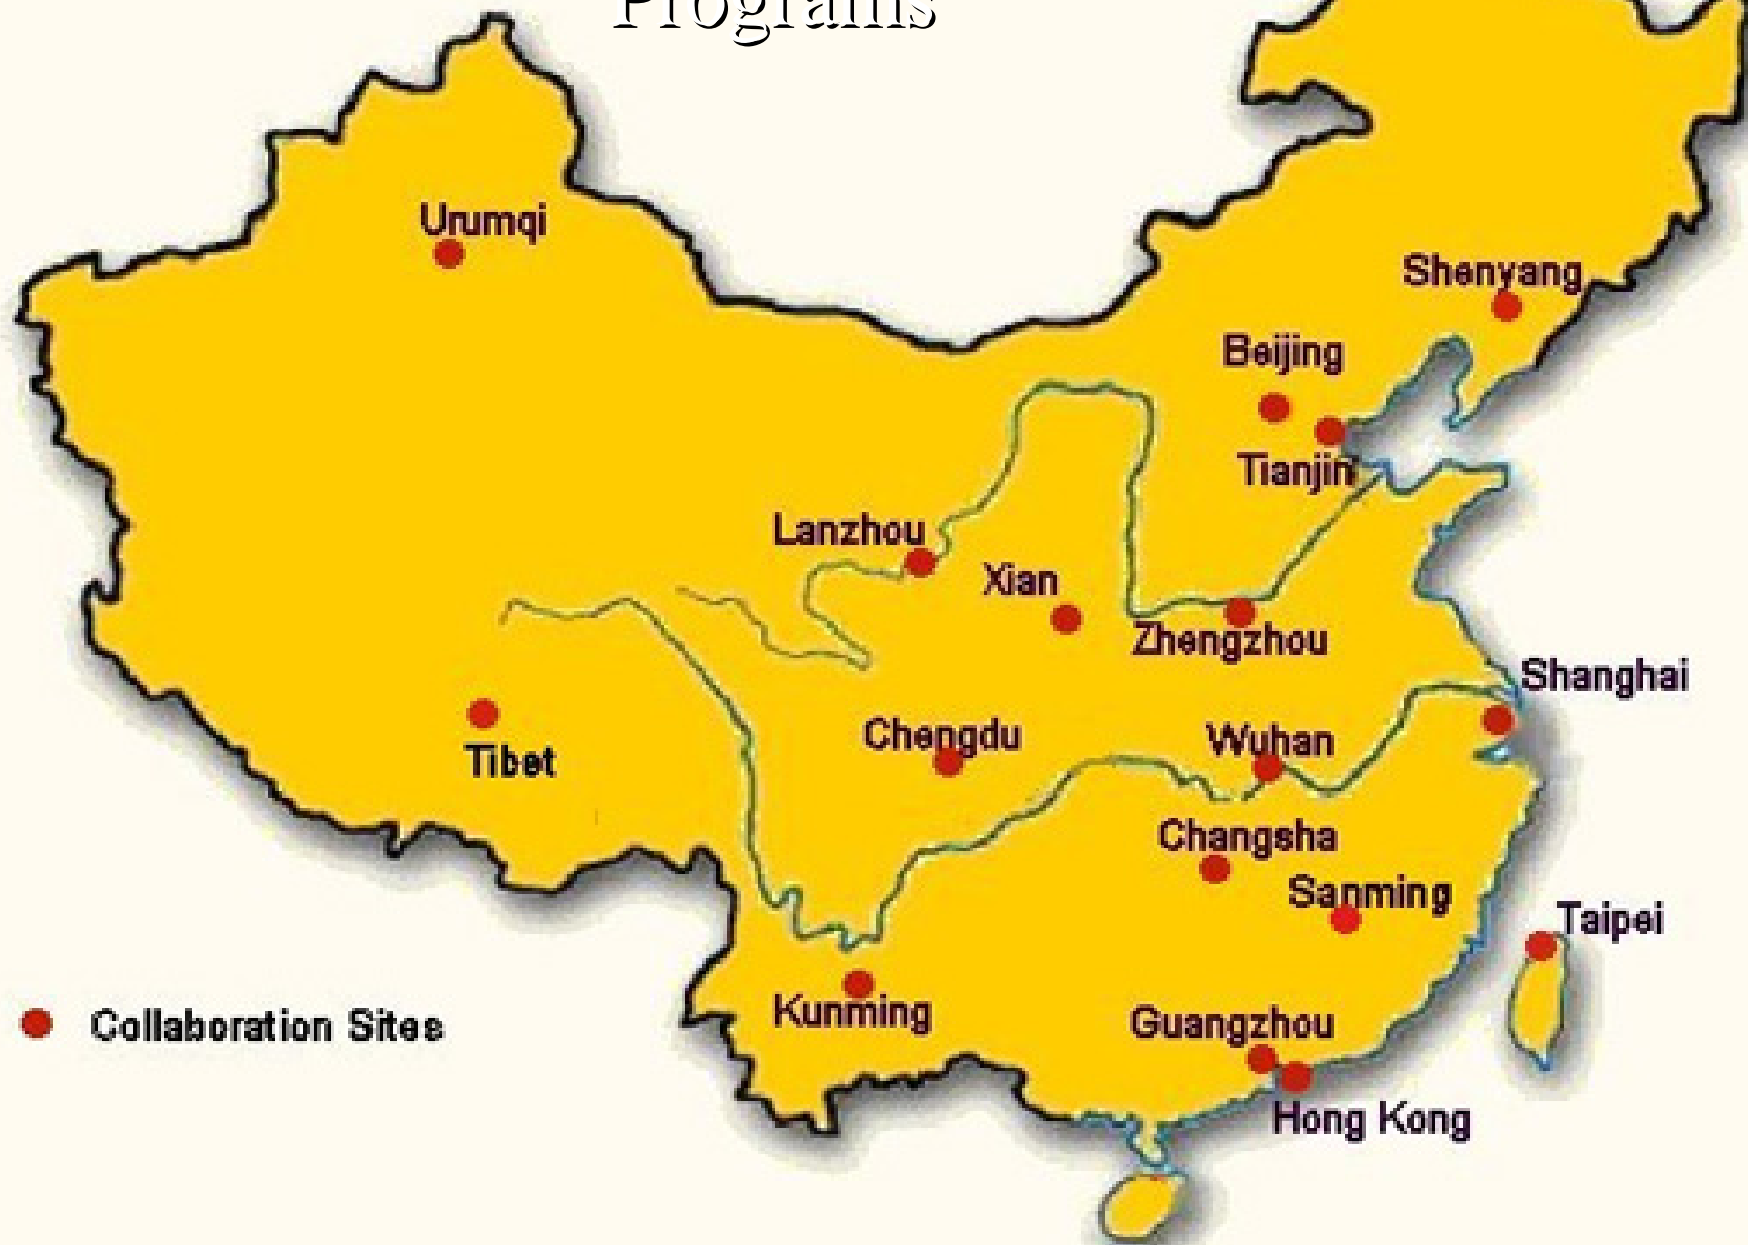 Programs
Urumqi
Shenyang
Beijing
Tianjin
Lanzhou
Xian
Zhengzhou
Shanghai
Tibet
Chengdu
Wuhan
Changsha
Sanming
Taipei
Kunming
Guangzhou
Collaboration Sites
Hong Kong